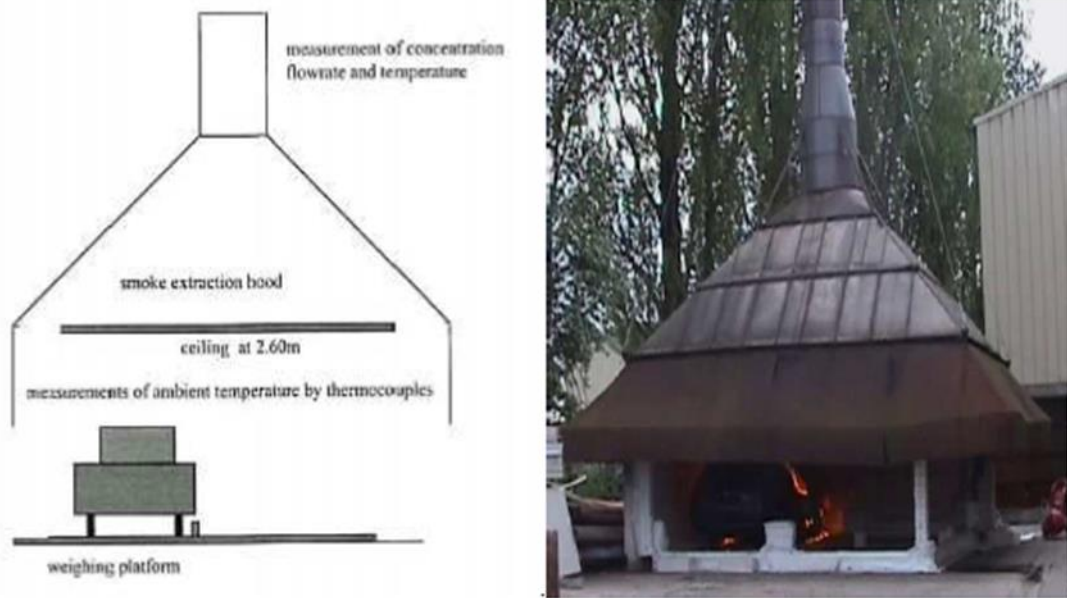 measurement of concentration
flowrate and temperature
smoke extraction hood
ceiling at 2.60m
measurements of ambient temperature by thermocouples
weighing platform